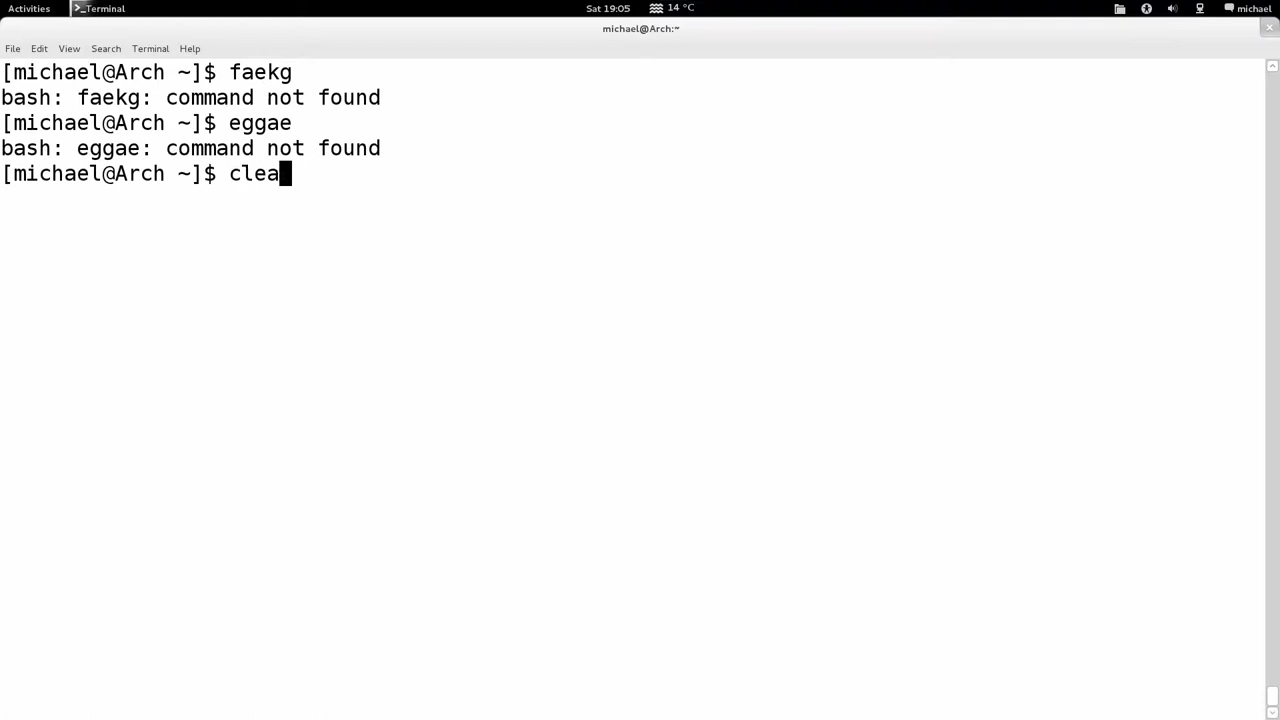 Activities Terminal Sat 19:05 14 °C michael
michael@Arch:~
File Edit View Search Terminal Help
[michael@Arch ~]$ faekg
bash: faekg: command not found
[michael@Arch ~]$ eggae
bash: eggae: command not found
[michael@Arch ~]$ clea